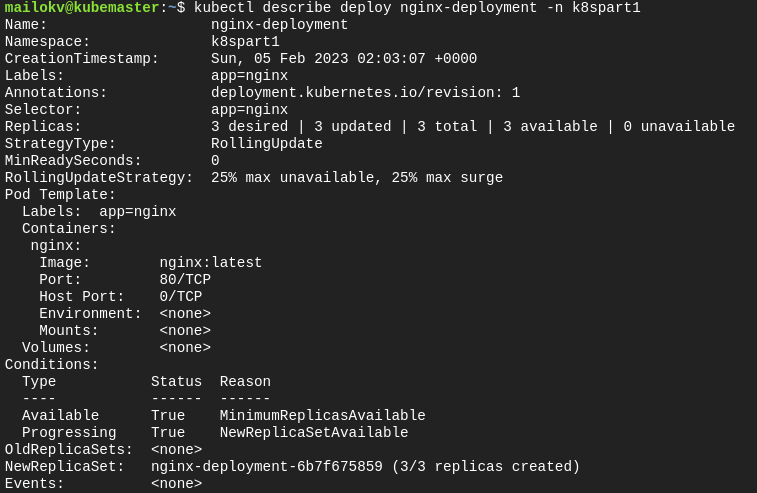 mailokv@kubemaster:~$ kubectl describe deploy nginx-deployment -n k8spart1
Name:                   nginx-deployment
Namespace:              k8spart1
CreationTimestamp:      Sun, 05 Feb 2023 02:03:07 +0000
Labels:                 app=nginx
Annotations:            deployment.kubernetes.io/revision: 1
Selector:               app=nginx
Replicas:               3 desired | 3 updated | 3 total | 3 available | 0 unavailable
StrategyType:           RollingUpdate
MinReadySeconds:        0
RollingUpdateStrategy:  25% max unavailable, 25% max surge
Pod Template:
  Labels:  app=nginx
  Containers:
   nginx:
    Image:        nginx:latest
    Port:         80/TCP
    Host Port:    0/TCP
    Environment:  <none>
    Mounts:       <none>
  Volumes:        <none>
Conditions:
  Type           Status  Reason
  ----           ------  ------
  Available      True    MinimumReplicasAvailable
  Progressing    True    NewReplicaSetAvailable
OldReplicaSets:  <none>
NewReplicaSet:   nginx-deployment-6b7f675859 (3/3 replicas created)
Events:          <none>